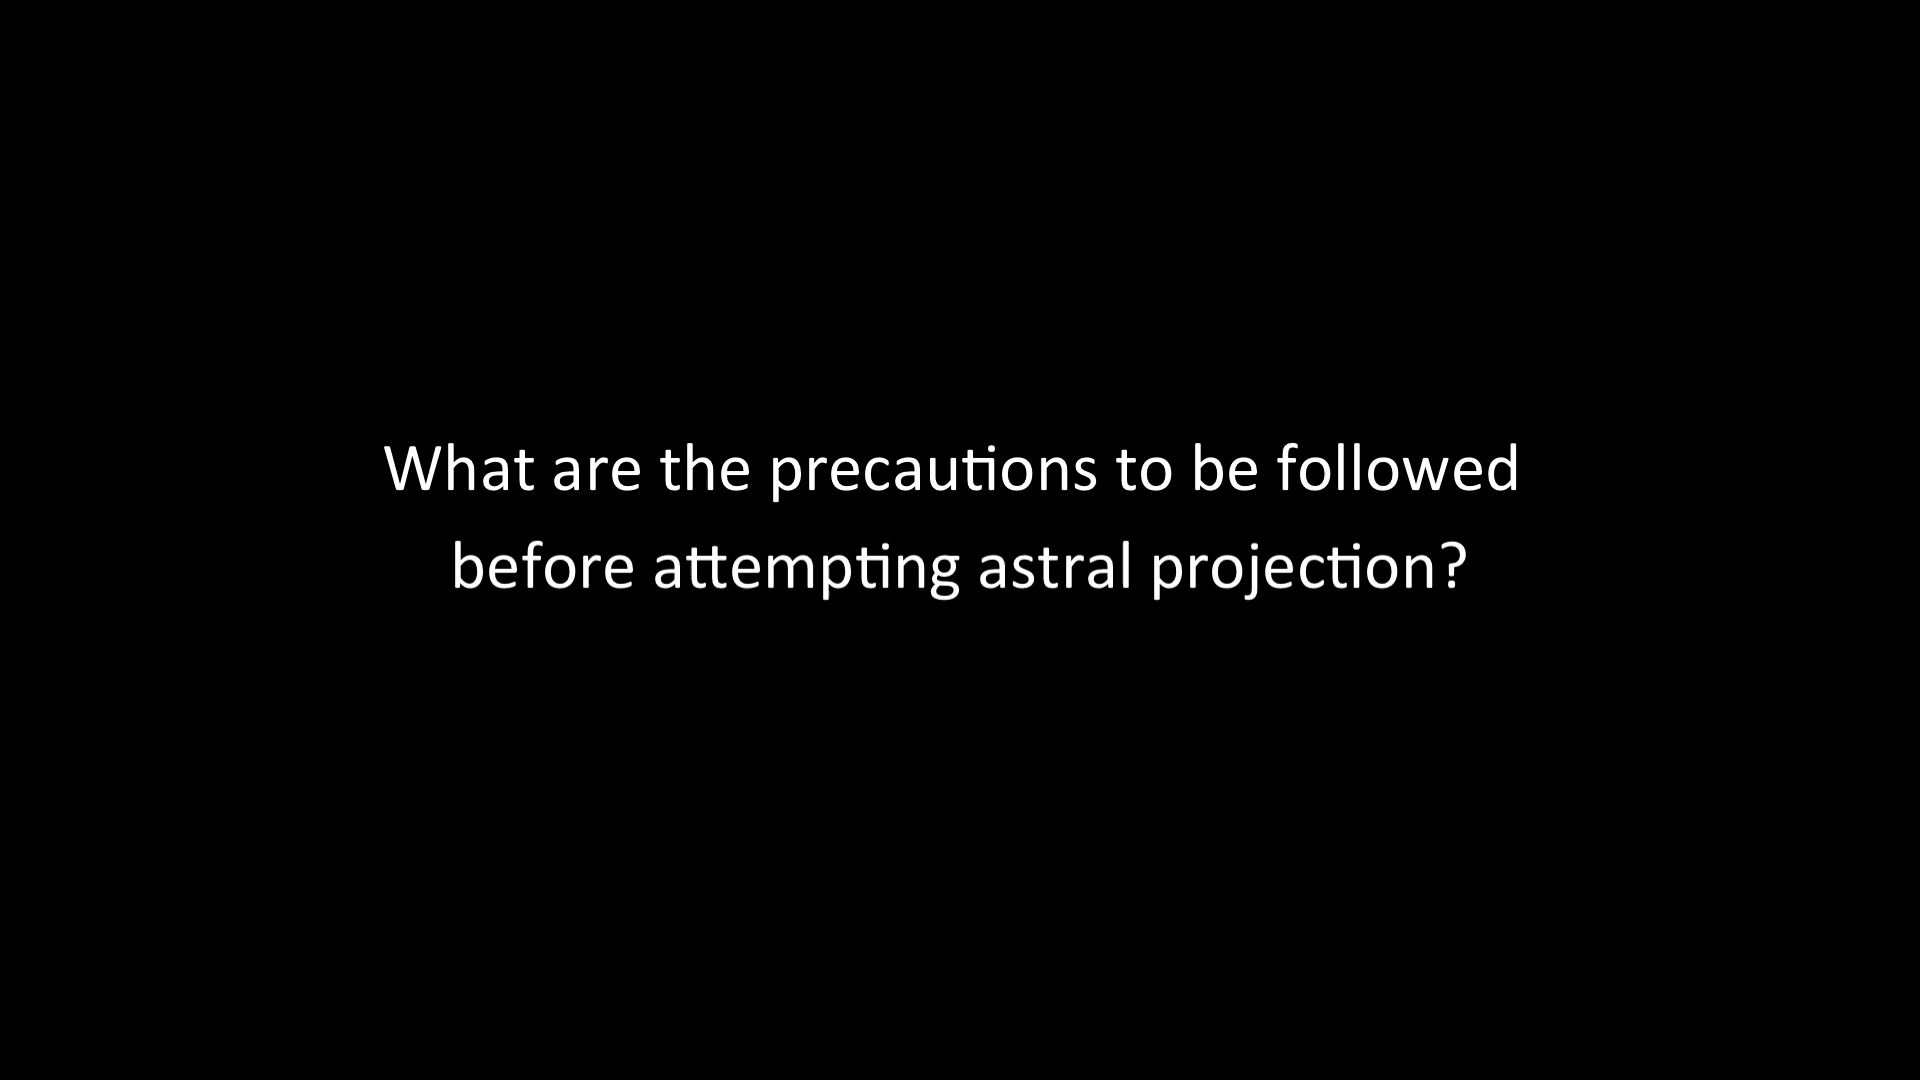 What are the precautions to be followed
before attempting astral projection?